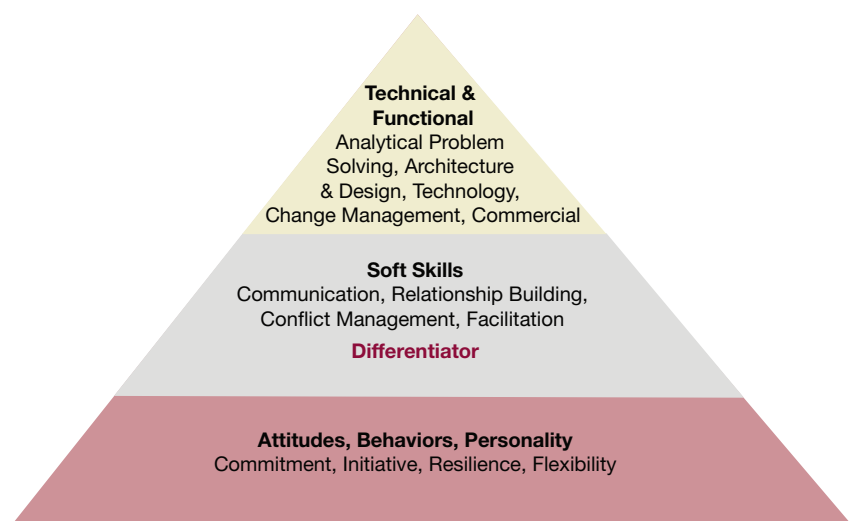 Technical &
Functional
Analytical Problem
Solving, Architecture
& Design, Technology,
Change Management, Commercial
Soft Skills
Communication, Relationship Building,
Conflict Management, Facilitation
Differentiator
Attitudes, Behaviors, Personality
Commitment, Initiative, Resilience, Flexibility